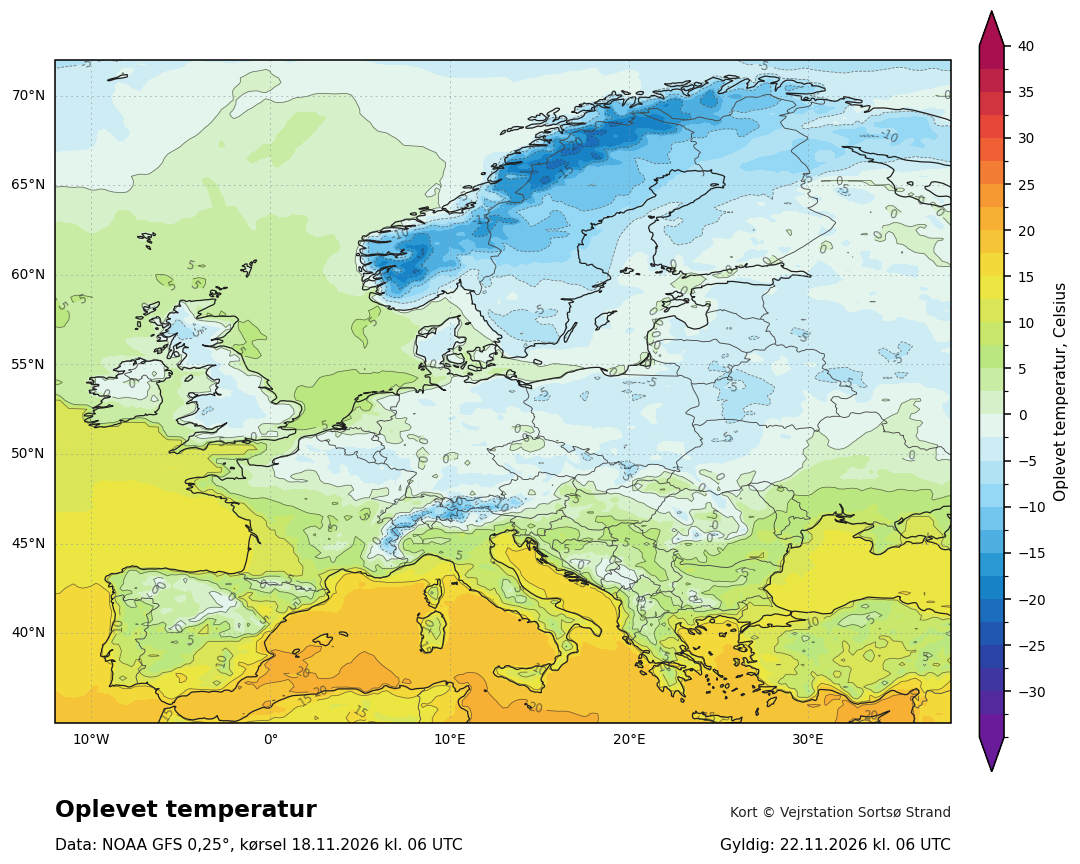 40
35
30
25
20
15
10
5
0
−5
−10
−15
−20
−25
−30
Oplevet temperatur, Celsius
70°N
65°N
60°N
55°N
50°N
45°N
40°N
10°W
0°
10°E
20°E
30°E
Oplevet temperatur
Kort © Vejrstation Sortsø Strand
Data: NOAA GFS 0,25°, kørsel 18.11.2026 kl. 06 UTC
Gyldig: 22.11.2026 kl. 06 UTC